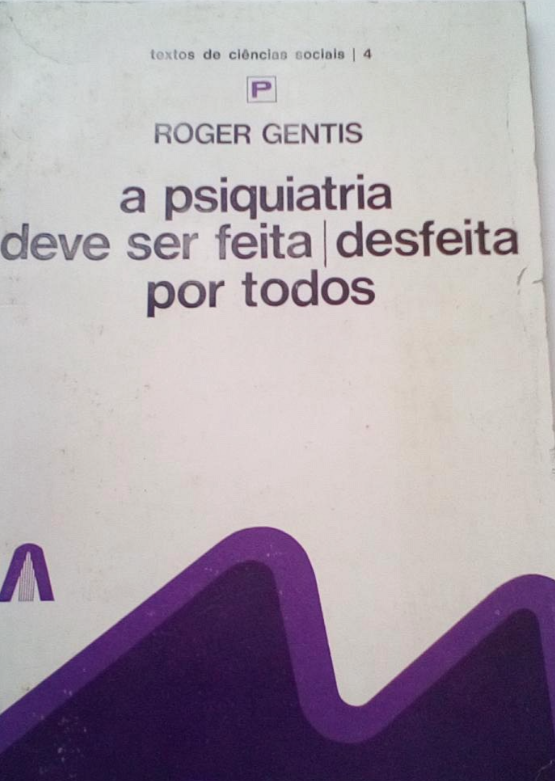 textos de ciências sociais | 4
P
ROGER GENTIS
a psiquiatria
deve ser feita|desfeita
por todos